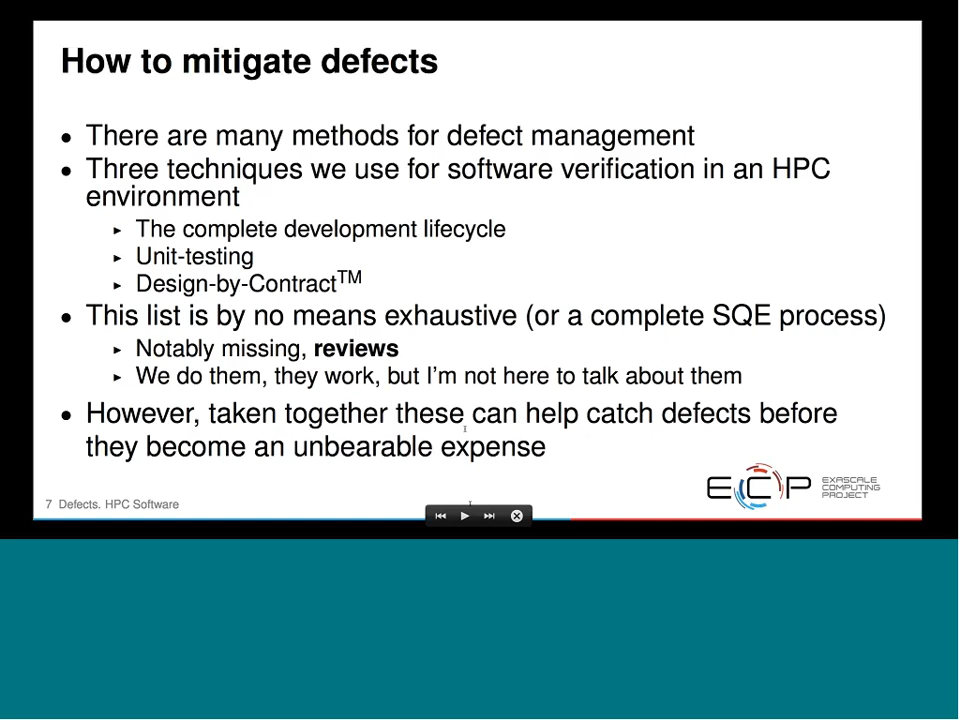 How to mitigate defects
• There are many methods for defect management
• Three techniques we use for software verification in an HPC
environment
▸ The complete development lifecycle
▸ Unit-testing
▸ Design-by-Contract™
• This list is by no means exhaustive (or a complete SQE process)
▸ Notably missing, reviews
▸ We do them, they work, but I'm not here to talk about them
• However, taken together these can help catch defects before
they become an unbearable expense
7 Defects. HPC Software
ECP
EXASCALE
COMPUTING
PROJECT